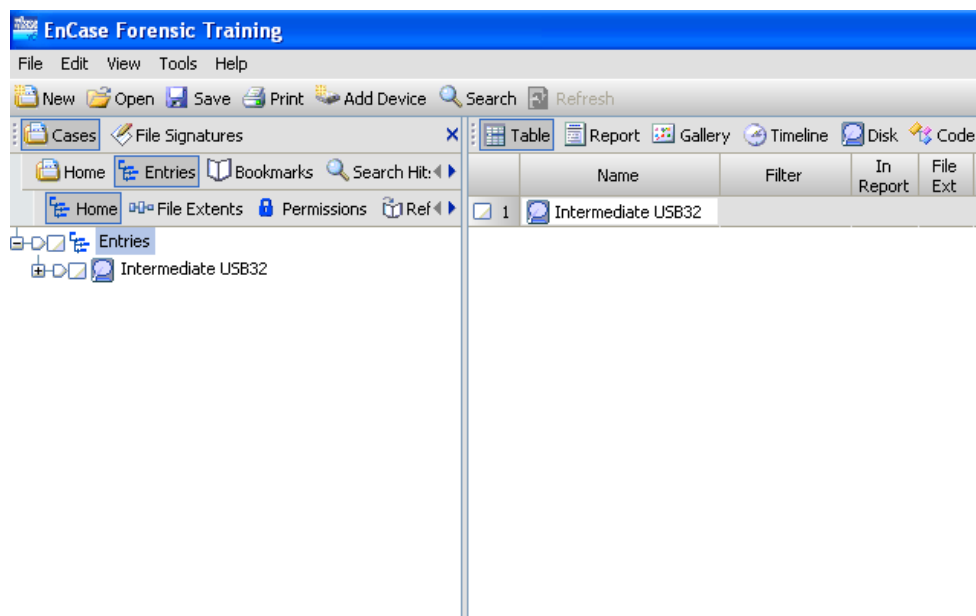 EnCase Forensic Training
File Edit View Tools Help
New Open Save Print Add Device Search Refresh
Cases File Signatures
Table Report Gallery Timeline Disk Code
Home Entries Bookmarks Search Hit:
Name Filter In Report File Ext
Home File Extents Permissions Ref
1 Intermediate USB32
Entries
Intermediate USB32